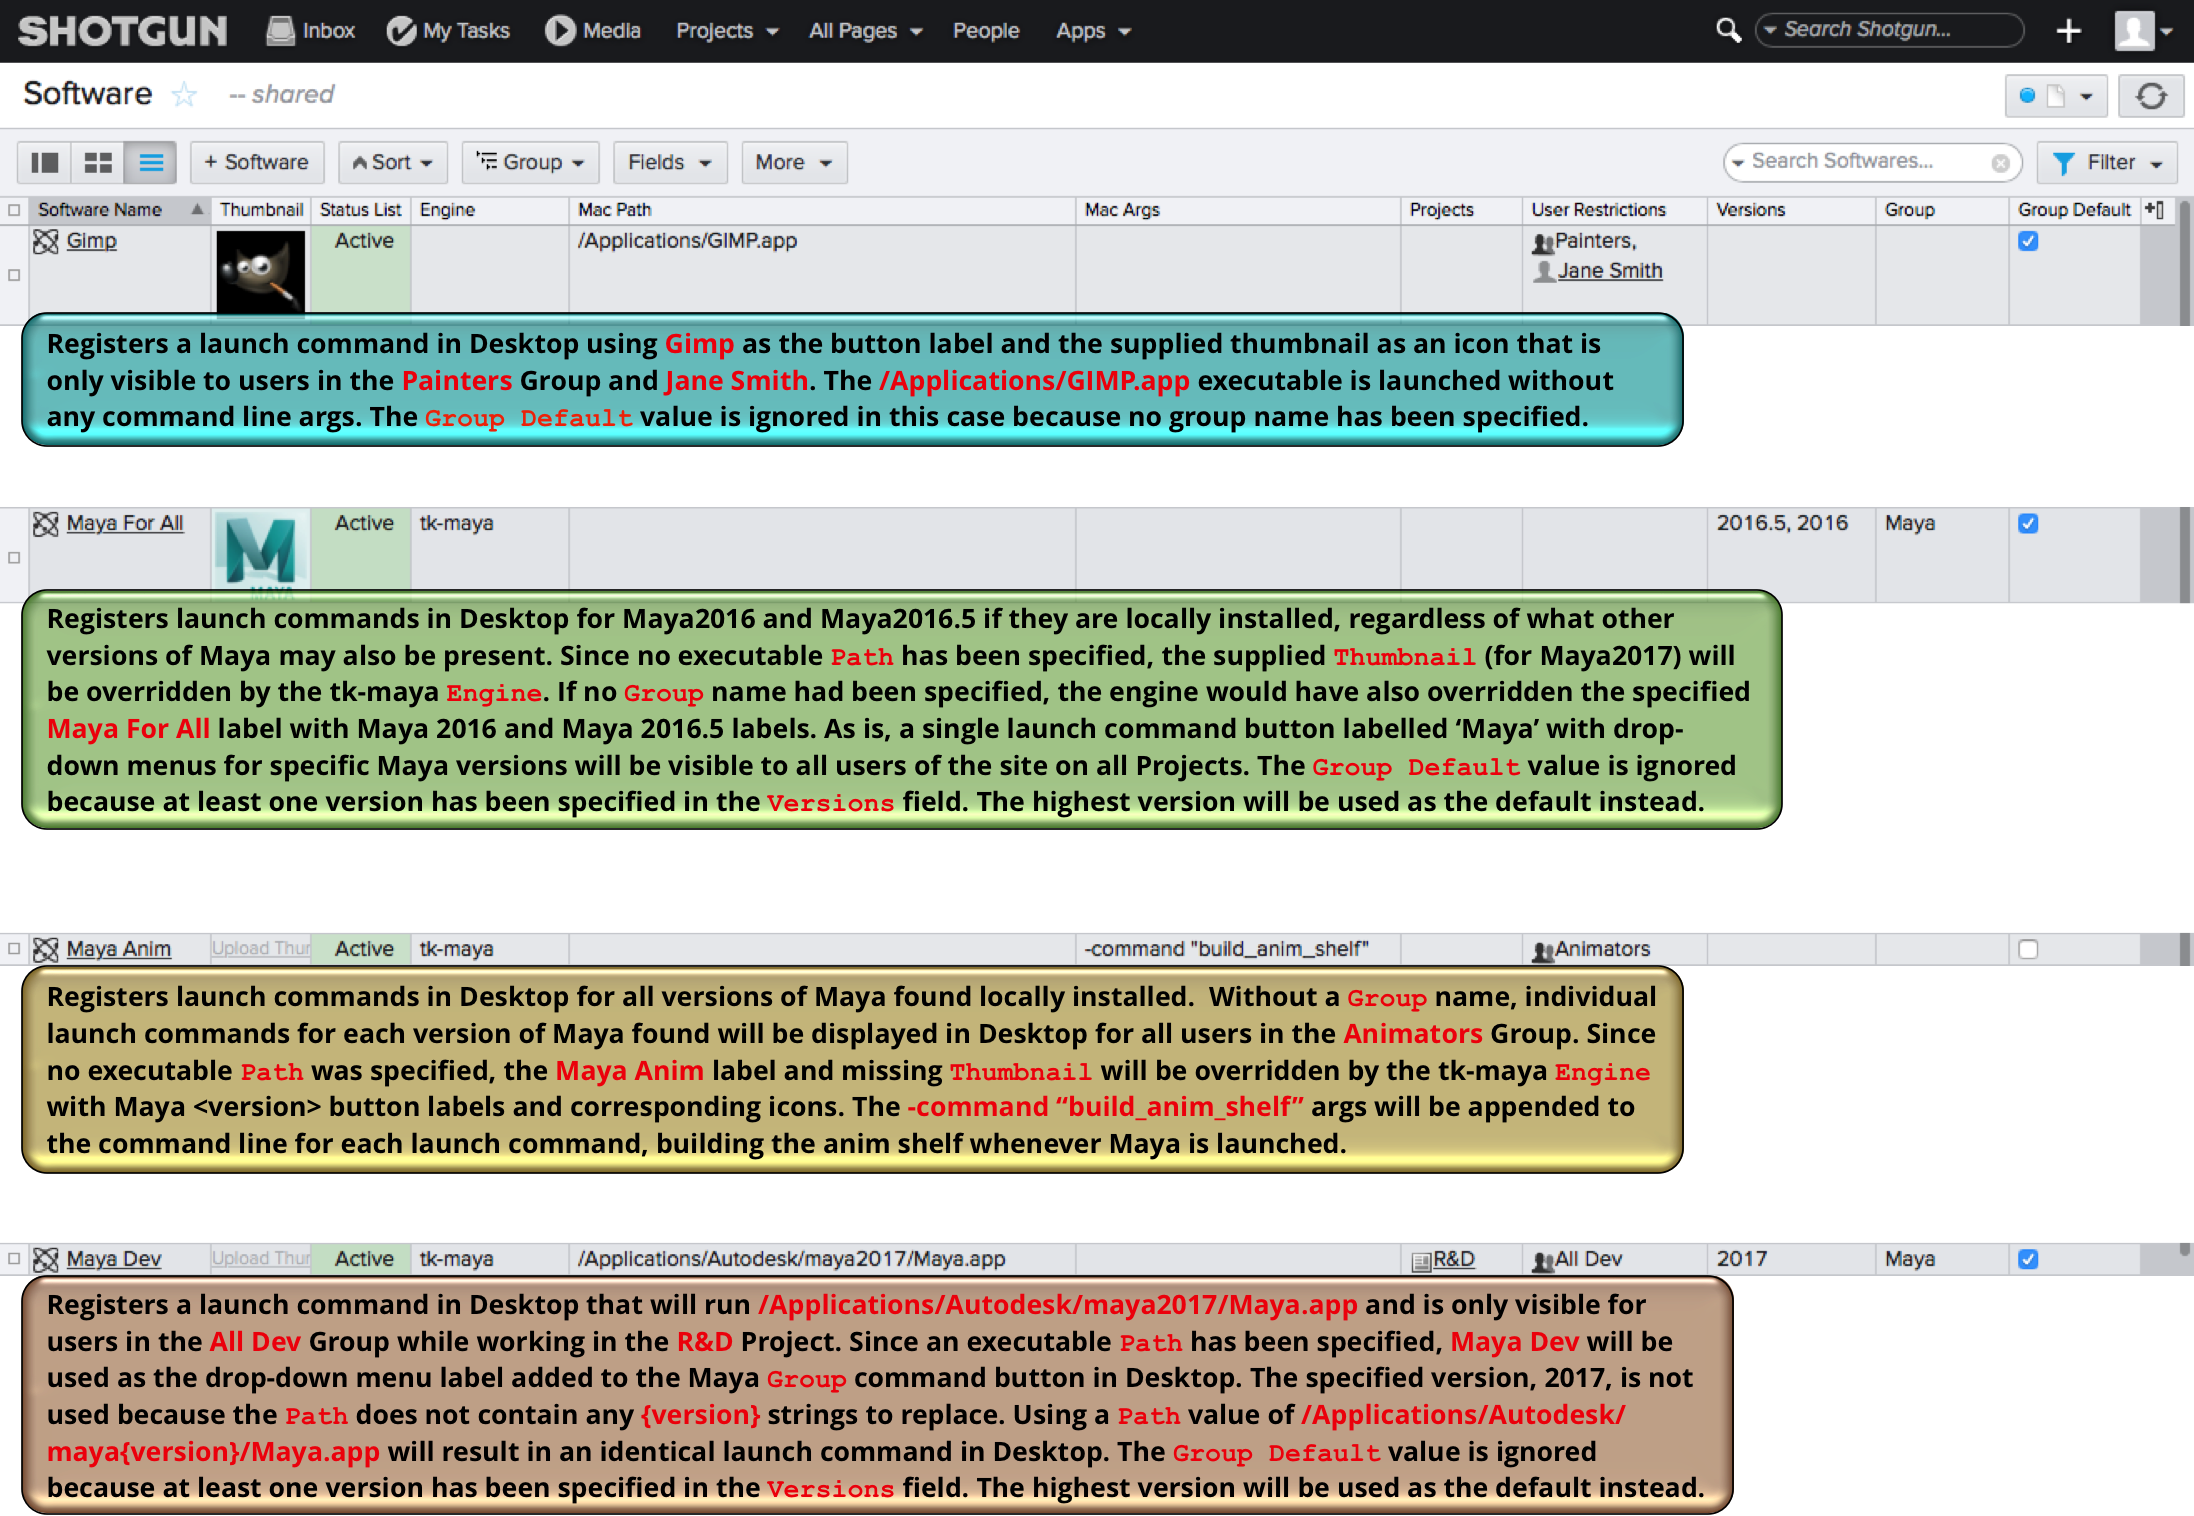 SHOTGUN Inbox My Tasks Media Projects All Pages People Apps Search Shotgun...
Software -- shared
+ Software Sort Group Fields More Search Softwares... Filter
Software Name Thumbnail Status List Engine Mac Path Mac Args Projects User Restrictions Versions Group Group Default
Gimp Active /Applications/GIMP.app Painters,
Jane Smith
Registers a launch command in Desktop using Gimp as the button label and the supplied thumbnail as an icon that is
only visible to users in the Painters Group and Jane Smith. The /Applications/GIMP.app executable is launched without
any command line args. The Group Default value is ignored in this case because no group name has been specified.
Maya For All Active tk-maya 2016.5, 2016 Maya
MAYA
Registers launch commands in Desktop for Maya2016 and Maya2016.5 if they are locally installed, regardless of what other
versions of Maya may also be present. Since no executable Path has been specified, the supplied Thumbnail (for Maya2017) will
be overridden by the tk-maya Engine. If no Group name had been specified, the engine would have also overridden the specified
Maya For All label with Maya 2016 and Maya 2016.5 labels. As is, a single launch command button labelled ‘Maya’ with drop-
down menus for specific Maya versions will be visible to all users of the site on all Projects. The Group Default value is ignored
because at least one version has been specified in the Versions field. The highest version will be used as the default instead.
Maya Anim Upload Thur Active tk-maya -command "build_anim_shelf" Animators
Registers launch commands in Desktop for all versions of Maya found locally installed. Without a Group name, individual
launch commands for each version of Maya found will be displayed in Desktop for all users in the Animators Group. Since
no executable Path was specified, the Maya Anim label and missing Thumbnail will be overridden by the tk-maya Engine
with Maya <version> button labels and corresponding icons. The -command “build_anim_shelf” args will be appended to
the command line for each launch command, building the anim shelf whenever Maya is launched.
Maya Dev Upload Thur Active tk-maya /Applications/Autodesk/maya2017/Maya.app R&D All Dev 2017 Maya
Registers a launch command in Desktop that will run /Applications/Autodesk/maya2017/Maya.app and is only visible for
users in the All Dev Group while working in the R&D Project. Since an executable Path has been specified, Maya Dev will be
used as the drop-down menu label added to the Maya Group command button in Desktop. The specified version, 2017, is not
used because the Path does not contain any {version} strings to replace. Using a Path value of /Applications/Autodesk/
maya{version}/Maya.app will result in an identical launch command in Desktop. The Group Default value is ignored
because at least one version has been specified in the Versions field. The highest version will be used as the default instead.